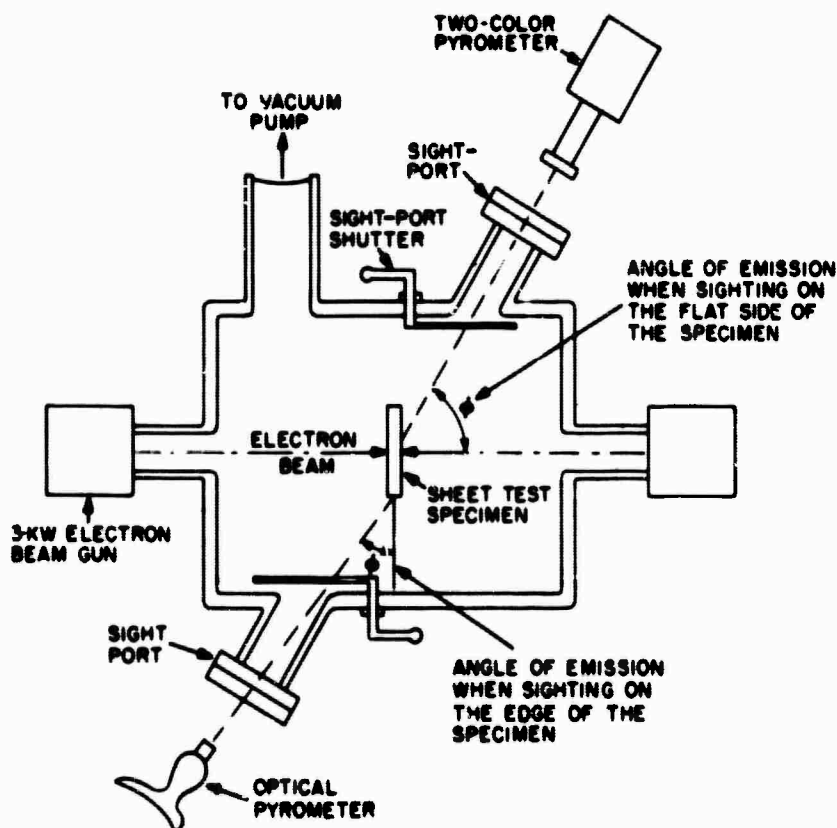 TWO-COLOR
PYROMETER
TO VACUUM
PUMP
SIGHT-
PORT
SIGHT-PORT
SHUTTER
ANGLE OF EMISSION
WHEN SIGHTING ON
THE FLAT SIDE OF
THE SPECIMEN
ϕ
ELECTRON
BEAM
SHEET TEST
SPECIMEN
3-KW ELECTRON
BEAM GUN
ϕ
SIGHT
PORT
ANGLE OF EMISSION
WHEN SIGHTING ON
THE EDGE OF THE
SPECIMEN
OPTICAL
PYROMETER